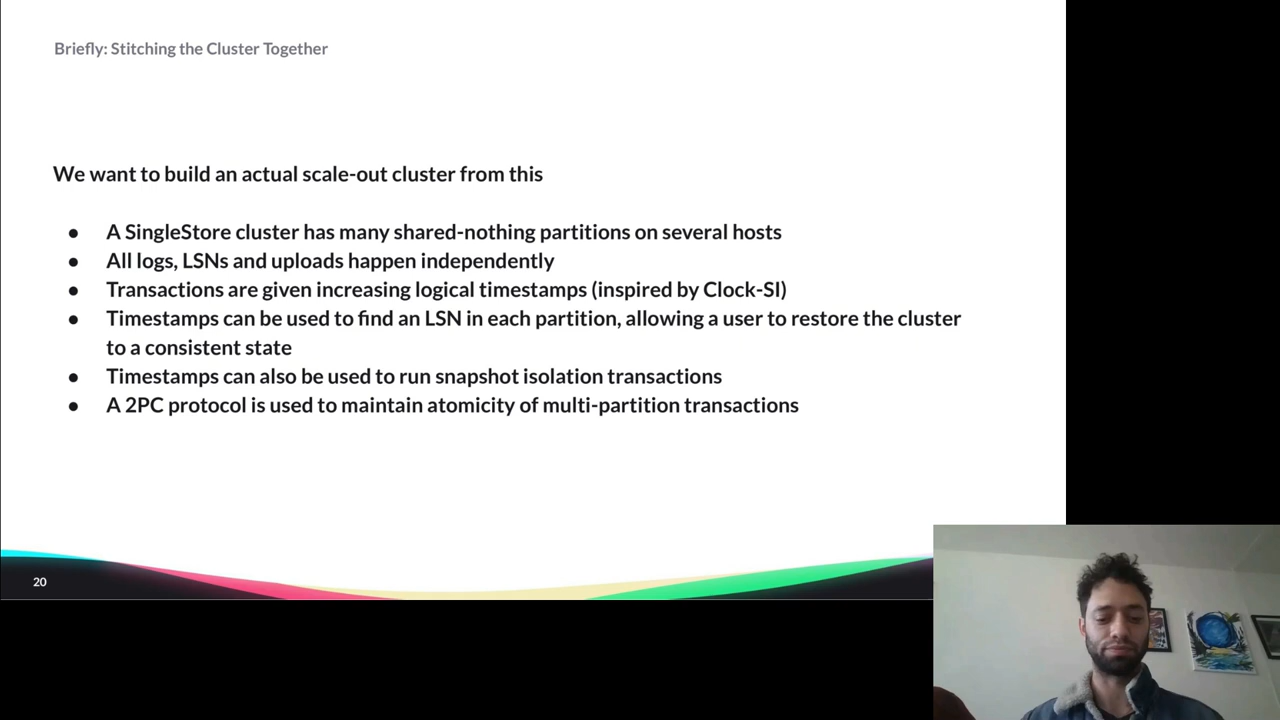 Briefly: Stitching the Cluster Together
We want to build an actual scale-out cluster from this
● A SingleStore cluster has many shared-nothing partitions on several hosts
● All logs, LSNs and uploads happen independently
● Transactions are given increasing logical timestamps (inspired by Clock-SI)
● Timestamps can be used to find an LSN in each partition, allowing a user to restore the cluster
to a consistent state
● Timestamps can also be used to run snapshot isolation transactions
● A 2PC protocol is used to maintain atomicity of multi-partition transactions
20